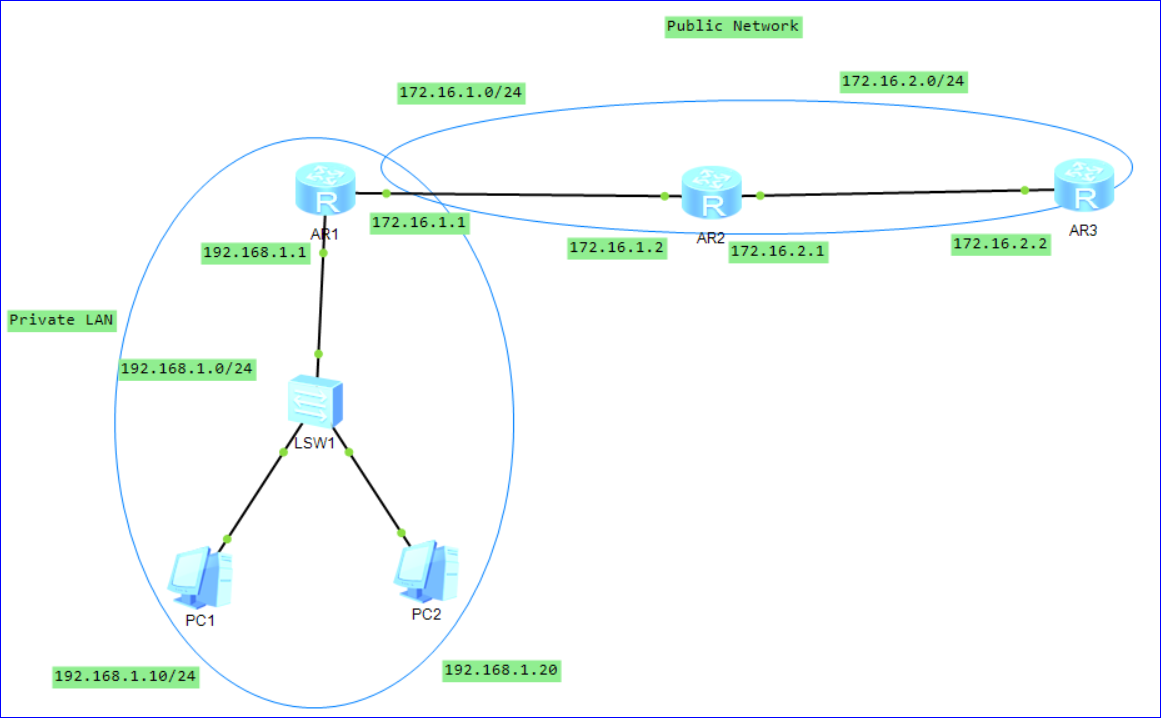 Public Network
172.16.1.0/24
172.16.2.0/24
172.16.1.1
AR1
192.168.1.1
172.16.1.2
AR2
172.16.2.1
172.16.2.2
AR3
Private LAN
192.168.1.0/24
LSW1
PC1
PC2
192.168.1.10/24
192.168.1.20
R
R
R